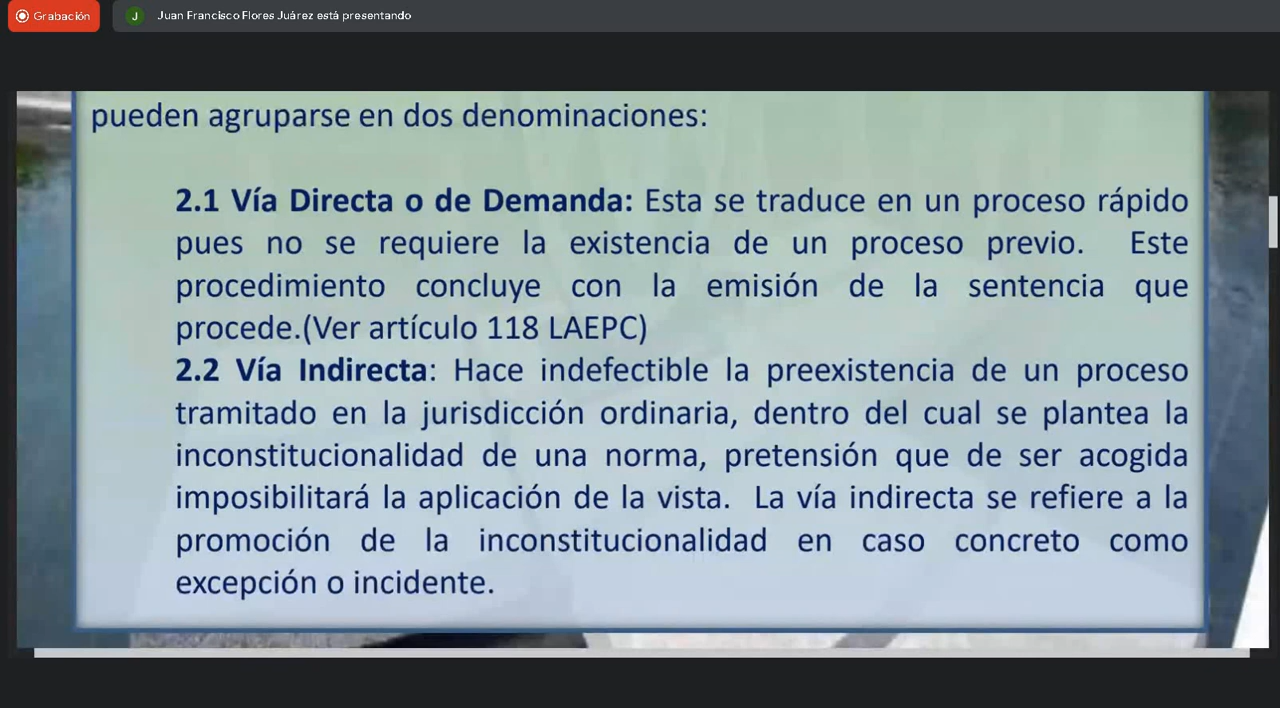 Grabación
J
Juan Francisco Flores Juárez está presentando
pueden agruparse en dos denominaciones:
2.1 Vía Directa o de Demanda: Esta se traduce en un proceso rápido
pues no se requiere la existencia de un proceso previo. Este
procedimiento concluye con la emisión de la sentencia que
procede.(Ver artículo 118 LAEPC)
2.2 Vía Indirecta: Hace indefectible la preexistencia de un proceso
tramitado en la jurisdicción ordinaria, dentro del cual se plantea la
inconstitucionalidad de una norma, pretensión que de ser acogida
imposibilitará la aplicación de la vista. La vía indirecta se refiere a la
promoción de la inconstitucionalidad en caso concreto como
excepción o incidente.